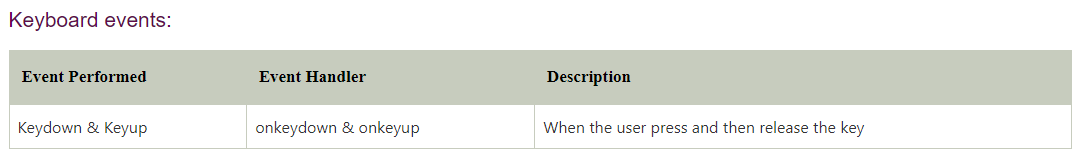 Keyboard events:
Event Performed Event Handler Description
Keydown & Keyup onkeydown & onkeyup When the user press and then release the key